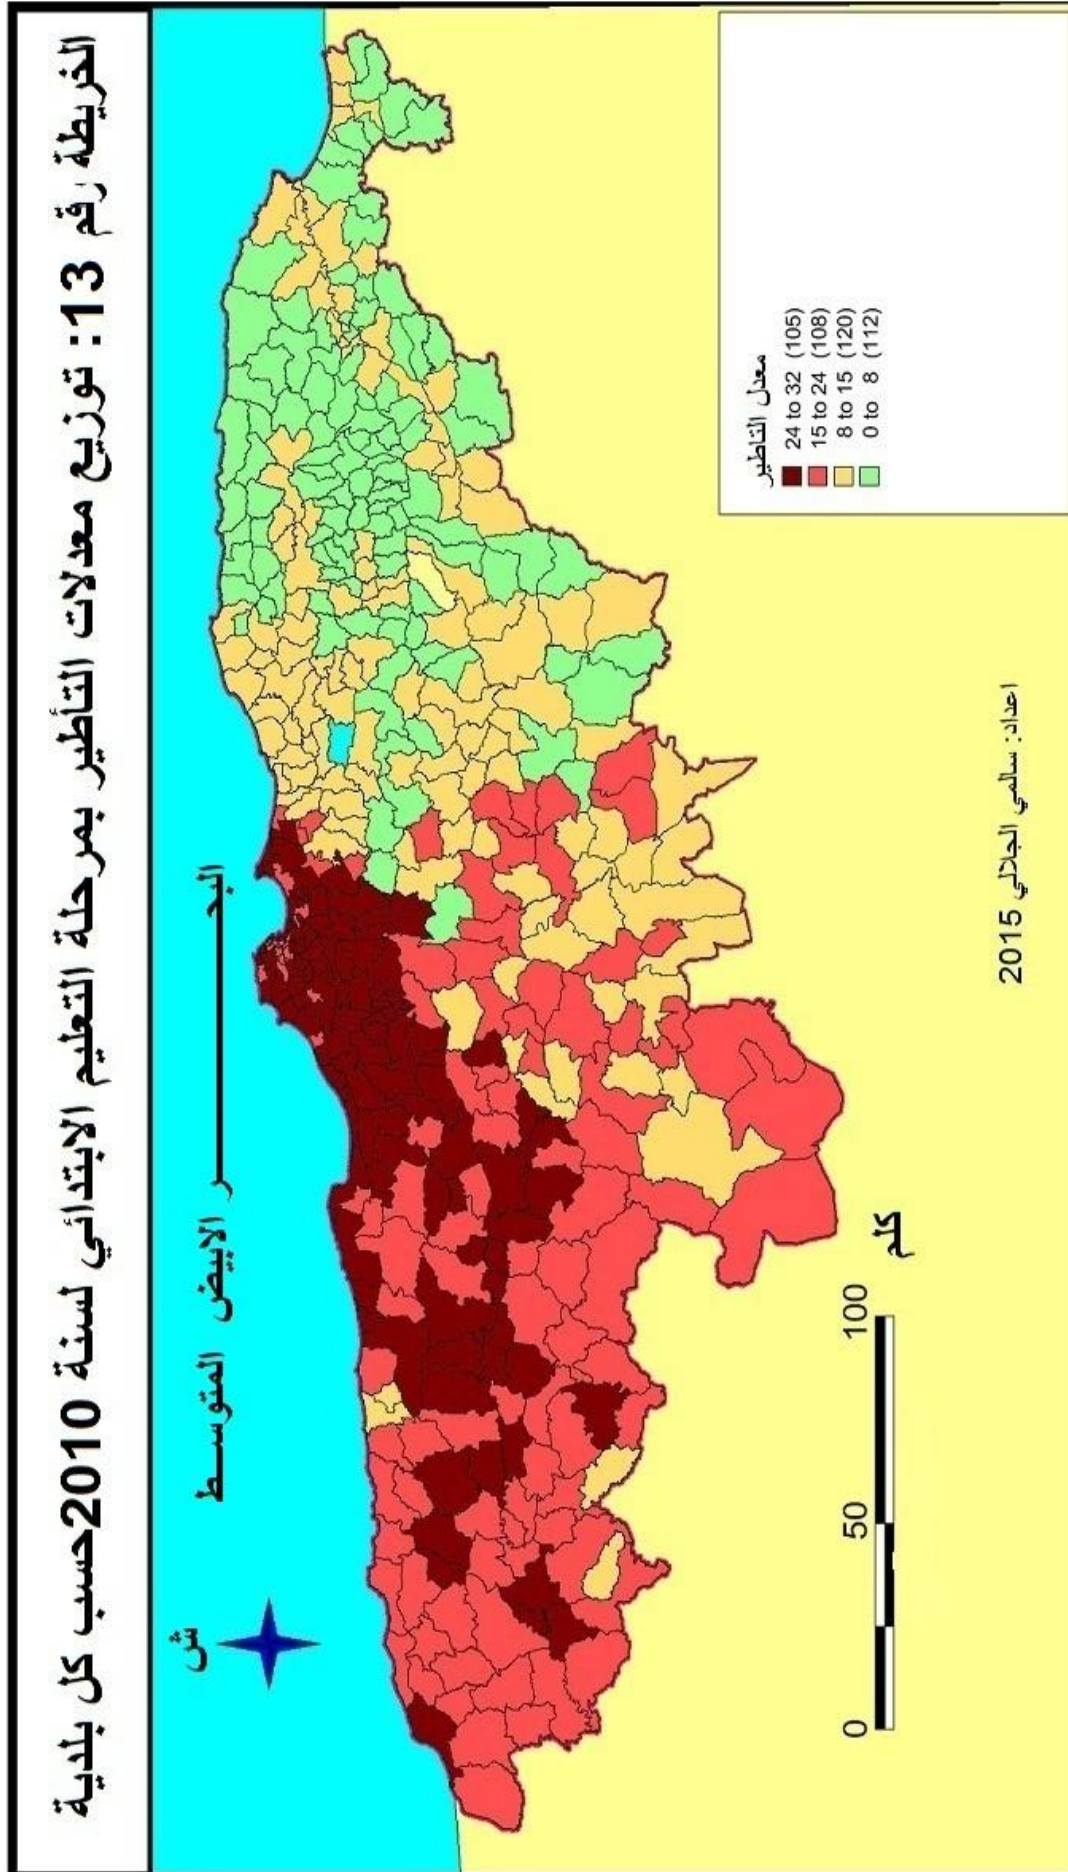 الخريطة رقم 13: توزيع معدلات التأطير بمرحلة التعليم الابتدائي لسنة 2010حسب كل بلدية
ش
البحـــــــــــر الابيض المتوسـط
معدل التاطير
24 to 32 (105)
15 to 24 (108)
8 to 15 (120)
0 to 8 (112)
0 50 100
كلم
اعداد: سالمي الجلالي 2015